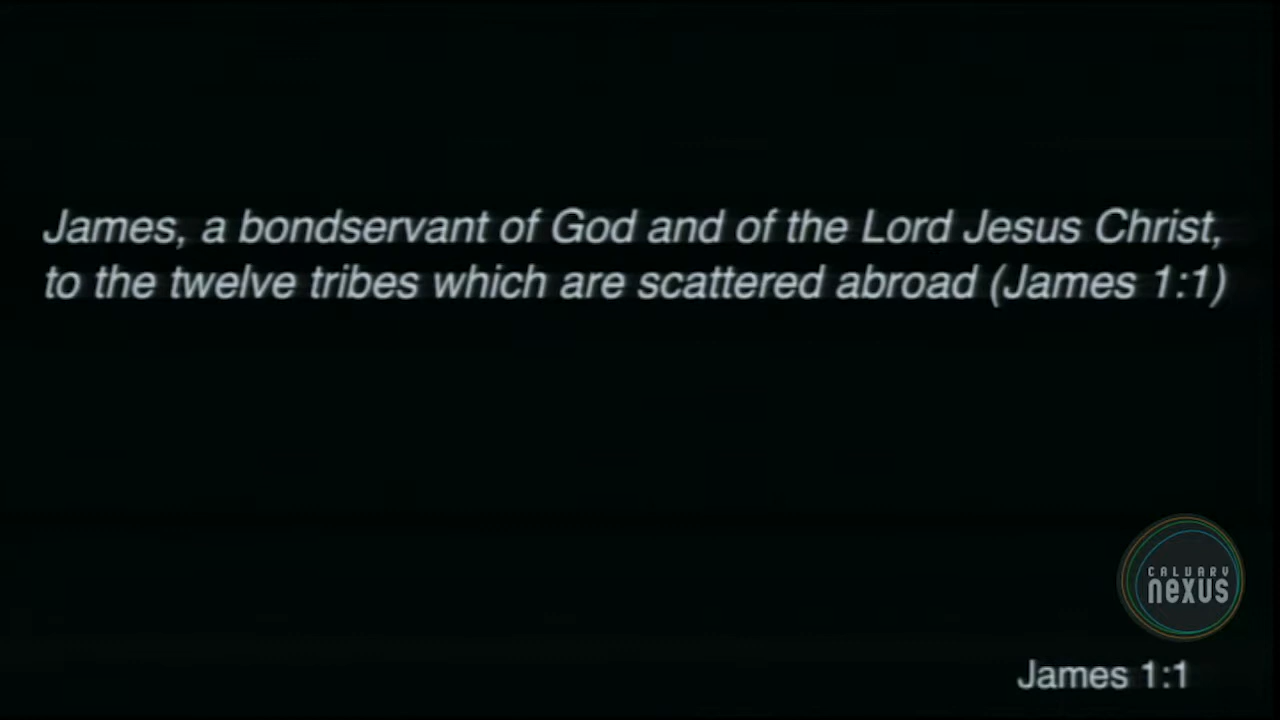 James, a bondservant of God and of the Lord Jesus Christ,
to the twelve tribes which are scattered abroad (James 1:1)
CALVARY
nexus
James 1:1